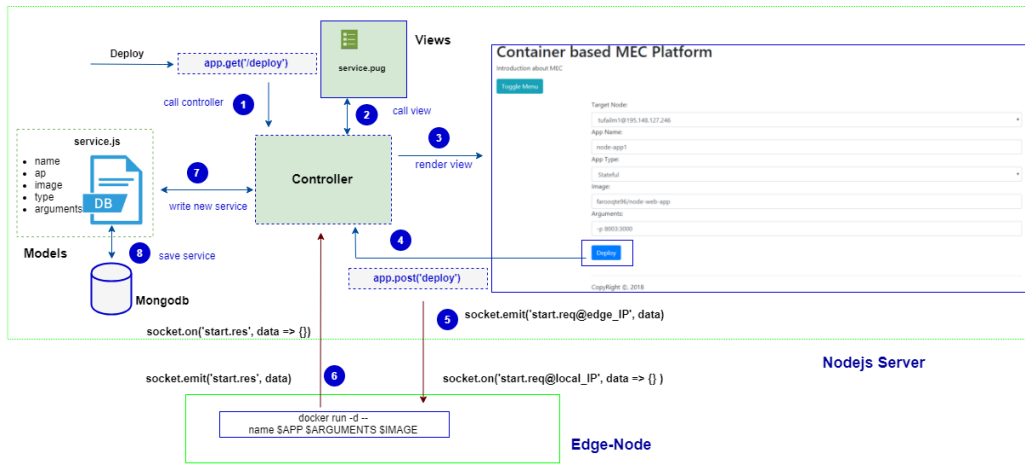 Deploy
app.get('/deploy')
service.pug
Views
call controller
1
2
call view
3
render view
Container based MEC Platform
Introduction about MEC
Toggle Menu
Target Node:
tufailm1@195.148.127.246
App Name:
node-app1
App Type:
Stateful
Image:
farooqte96/node-web-app
Arguments:
-p 8003:3000
Deploy
CopyRight ©, 2018
service.js
name
ap
image
type
arguments
DB
Models
7
write new service
Controller
4
app.post('deploy')
8
save service
Mongodb
socket.on('start.res', data => {})
5
socket.emit('start.req@edge_IP', data)
Nodejs Server
socket.emit('start.res', data)
6
socket.on('start.req@local_IP', data => {} )
docker run -d --
name $APP $ARGUMENTS $IMAGE
Edge-Node